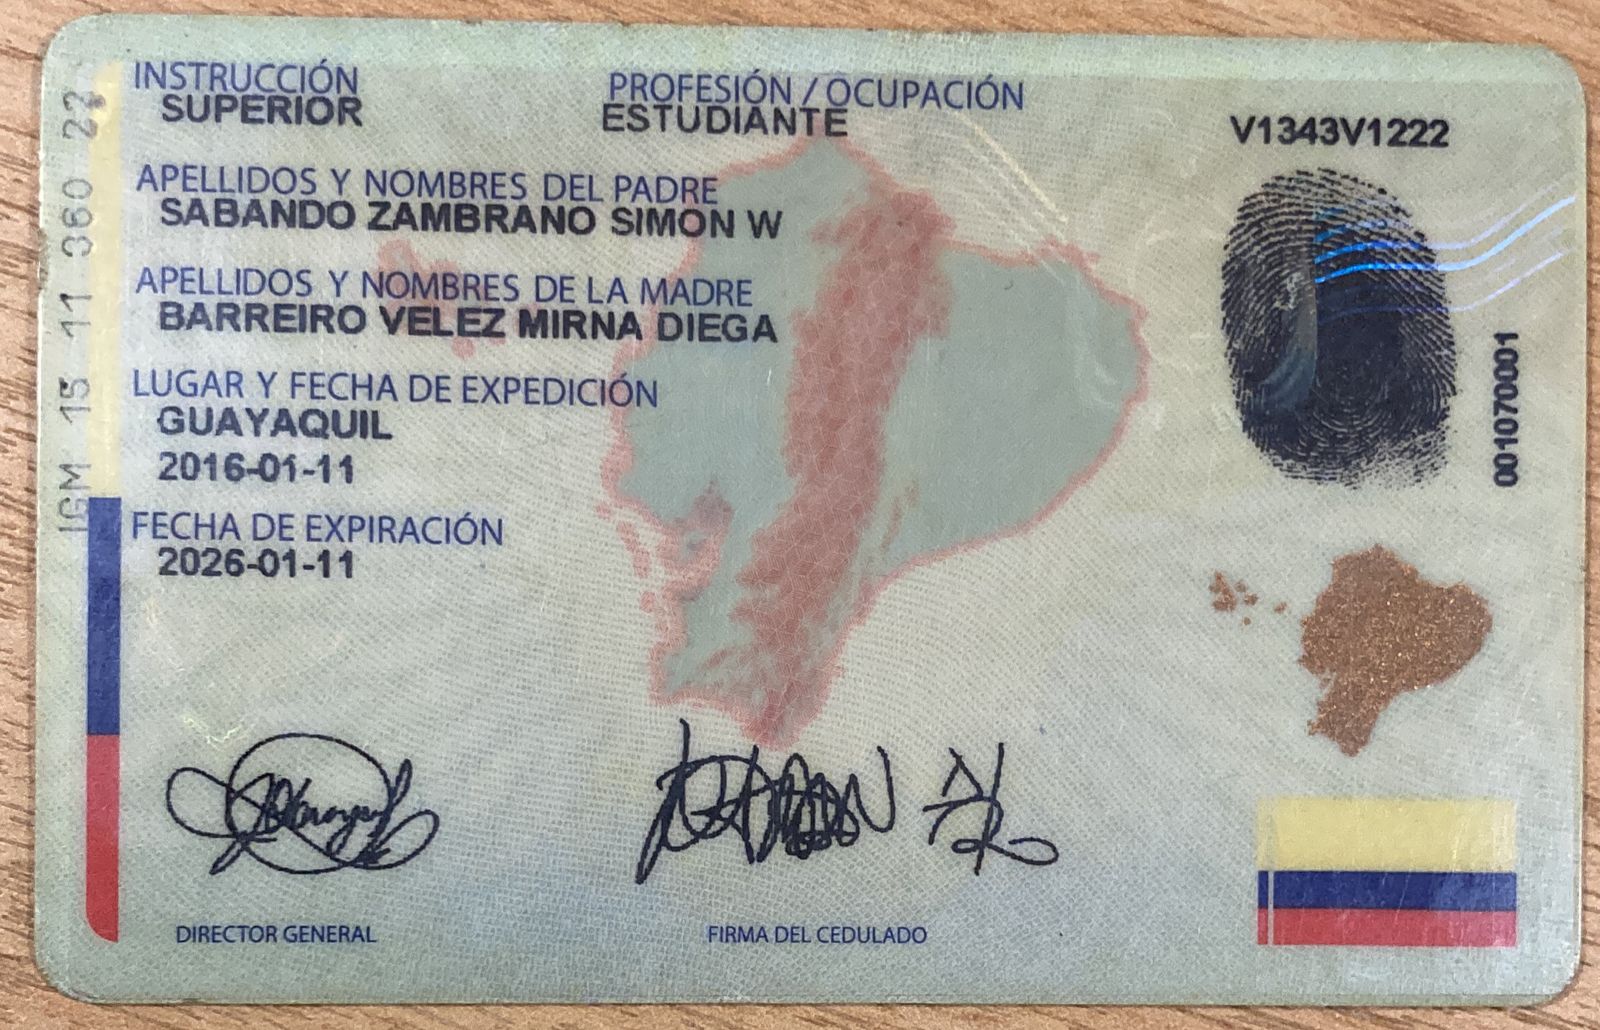 INSTRUCCIÓN
SUPERIOR
PROFESIÓN / OCUPACIÓN
ESTUDIANTE
V1343V1222
APELLIDOS Y NOMBRES DEL PADRE
SABANDO ZAMBRANO SIMON W
APELLIDOS Y NOMBRES DE LA MADRE
BARREIRO VELEZ MIRNA DIEGA
LUGAR Y FECHA DE EXPEDICIÓN
GUAYAQUIL
2016-01-11
FECHA DE EXPIRACIÓN
2026-01-11
IGM 15 11 360 22
001070001
DIRECTOR GENERAL
FIRMA DEL CEDULADO